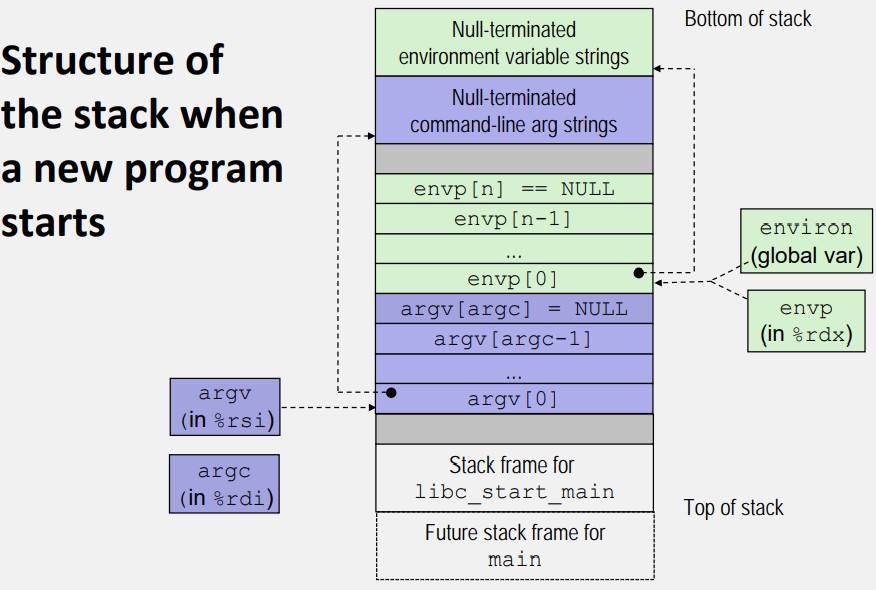 Structure of
the stack when
a new program
starts
Bottom of stack
Null-terminated
environment variable strings
Null-terminated
command-line arg strings
envp[n] == NULL
envp[n-1]
...
envp[0]
argv[argc] = NULL
argv[argc-1]
...
argv[0]
environ
(global var)
envp
(in %rdx)
argv
(in %rsi)
argc
(in %rdi)
Stack frame for
libc_start_main
Top of stack
Future stack frame for
main